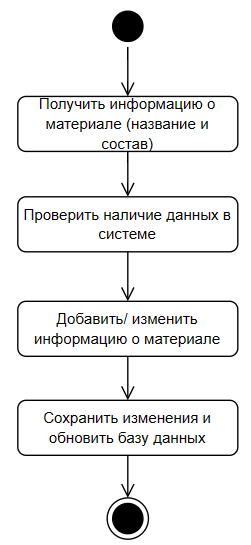 Получить информацию о
материале (название и
состав)
Проверить наличие данных в
системе
Добавить/ изменить
информацию о материале
Сохранить изменения и
обновить базу данных